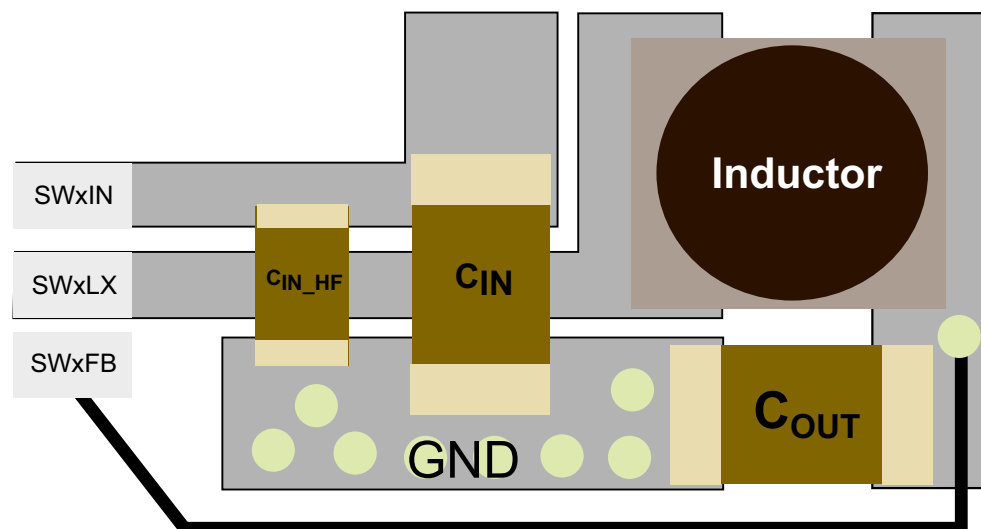 Inductor
SWxIN
SWxLX
CIN_HF
CIN
SWxFB
COUT
GND